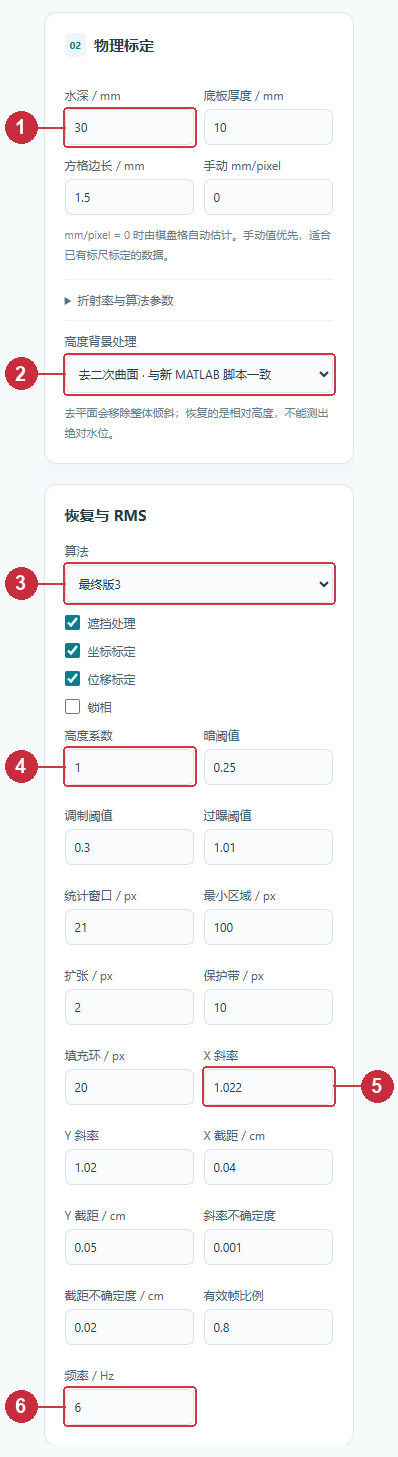 02 物理标定
水深 / mm 底板厚度 / mm
1 30 10
方格边长 / mm 手动 mm/pixel
1.5 0
mm/pixel = 0 时由棋盘格自动估计。手动值优先，适合
已有标尺标定的数据。
折射率与算法参数
高度背景处理
2 去二次曲面 · 与新 MATLAB 脚本一致
去平面会移除整体倾斜；恢复的是相对高度，不能测出
绝对水位。
恢复与 RMS
算法
3 最终版3
遮挡处理
坐标标定
位移标定
锁相
高度系数 暗阈值
4 1 0.25
调制阈值 过曝阈值
0.3 1.01
统计窗口 / px 最小区域 / px
21 100
扩张 / px 保护带 / px
2 10
填充环 / px X 斜率
20 1.022 5
Y 斜率 X 截距 / cm
1.02 0.04
Y 截距 / cm 斜率不确定度
0.05 0.001
截距不确定度 / cm 有效帧比例
0.02 0.8
频率 / Hz
6 6